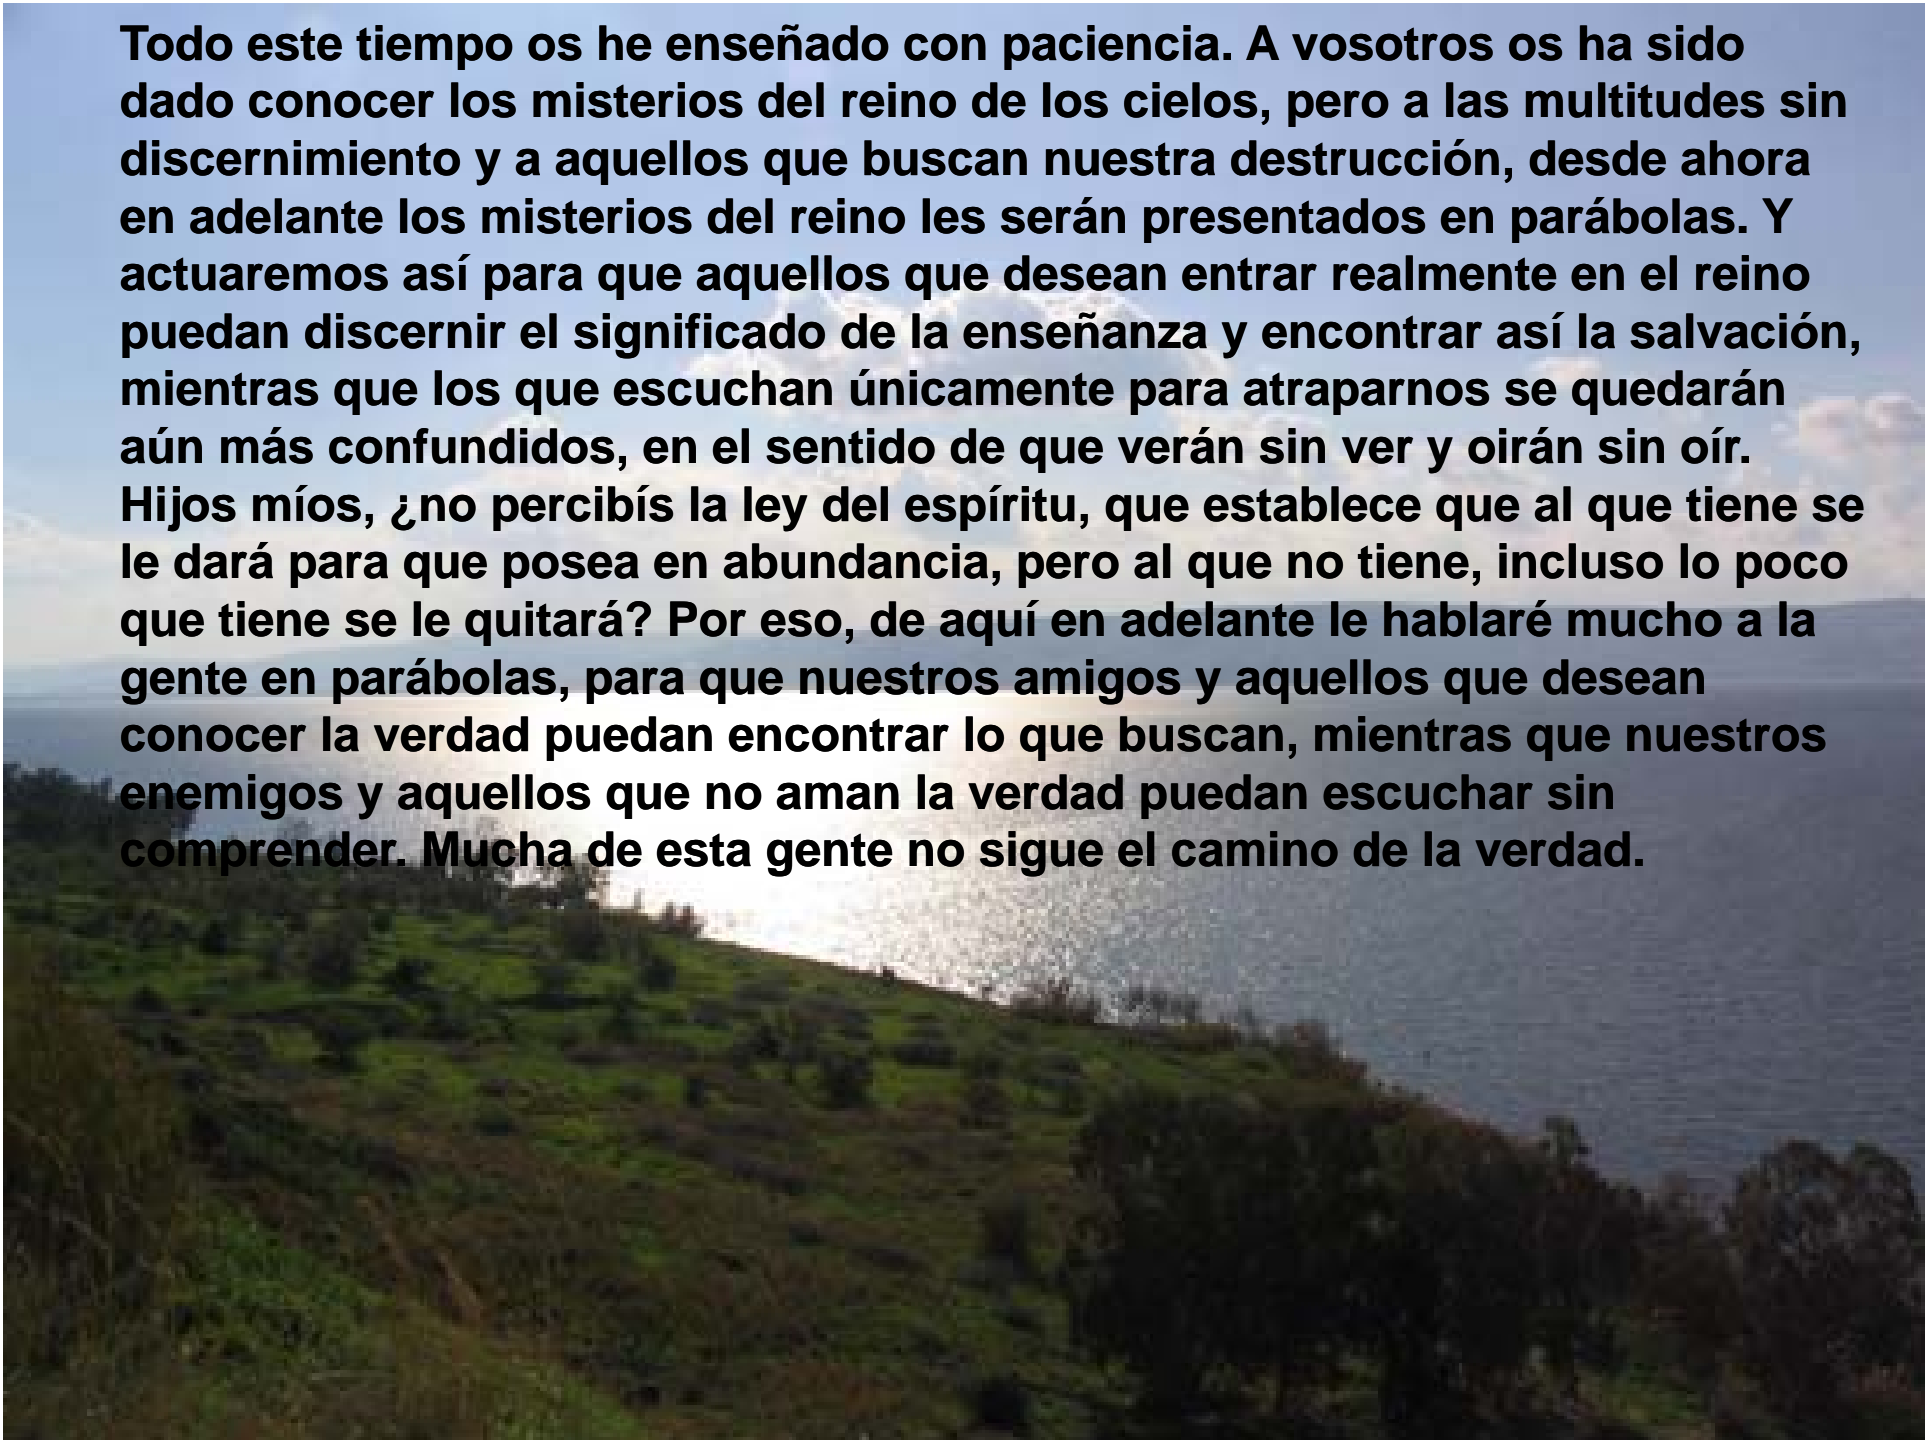 Todo este tiempo os he enseñado con paciencia. A vosotros os ha sido
dado conocer los misterios del reino de los cielos, pero a las multitudes sin
discernimiento y a aquellos que buscan nuestra destrucción, desde ahora
en adelante los misterios del reino les serán presentados en parábolas. Y
actuaremos así para que aquellos que desean entrar realmente en el reino
puedan discernir el significado de la enseñanza y encontrar así la salvación,
mientras que los que escuchan únicamente para atraparnos se quedarán
aún más confundidos, en el sentido de que verán sin ver y oirán sin oír.
Hijos míos, ¿no percibís la ley del espíritu, que establece que al que tiene se
le dará para que posea en abundancia, pero al que no tiene, incluso lo poco
que tiene se le quitará? Por eso, de aquí en adelante le hablaré mucho a la
gente en parábolas, para que nuestros amigos y aquellos que desean
conocer la verdad puedan encontrar lo que buscan, mientras que nuestros
enemigos y aquellos que no aman la verdad puedan escuchar sin
comprender. Mucha de esta gente no sigue el camino de la verdad.